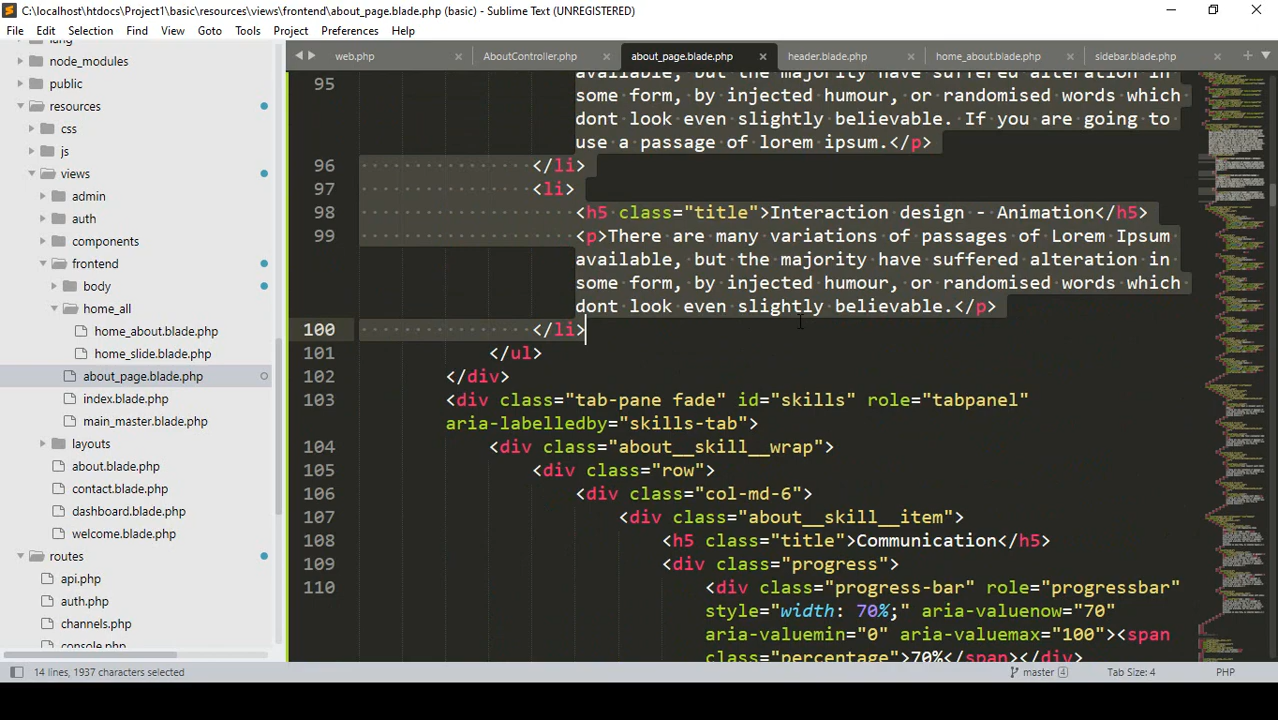 C:\localhost\htdocs\Project1\basic\resources\views\frontend\about_page.blade.php (basic) - Sublime Text (UNREGISTERED)
File Edit Selection Find View Goto Tools Project Preferences Help
web.php AboutController.php about_page.blade.php header.blade.php home_about.blade.php sidebar.blade.php
lang
node_modules
public
resources
css
js
views
admin
auth
components
frontend
body
home_all
home_about.blade.php
home_slide.blade.php
about_page.blade.php
index.blade.php
main_master.blade.php
layouts
about.blade.php
contact.blade.php
dashboard.blade.php
welcome.blade.php
routes
api.php
auth.php
channels.php
console.php
95 available, but the majority have suffered alteration in
some form, by injected humour, or randomised words which
dont look even slightly believable. If you are going to
use a passage of lorem ipsum.</p>
96 </li>
97 <li>
98 <h5 class="title">Interaction design - Animation</h5>
99 <p>There are many variations of passages of Lorem Ipsum
available, but the majority have suffered alteration in
some form, by injected humour, or randomised words which
dont look even slightly believable.</p>
100 </li>
101 </ul>
102 </div>
103 <div class="tab-pane fade" id="skills" role="tabpanel"
aria-labelledby="skills-tab">
104 <div class="about__skill__wrap">
105 <div class="row">
106 <div class="col-md-6">
107 <div class="about__skill__item">
108 <h5 class="title">Communication</h5>
109 <div class="progress">
110 <div class="progress-bar" role="progressbar"
style="width: 70%;" aria-valuenow="70"
aria-valuemin="0" aria-valuemax="100"><span
class="percentage">70%</span></div>
14 lines, 1937 characters selected master 4 Tab Size: 4 PHP